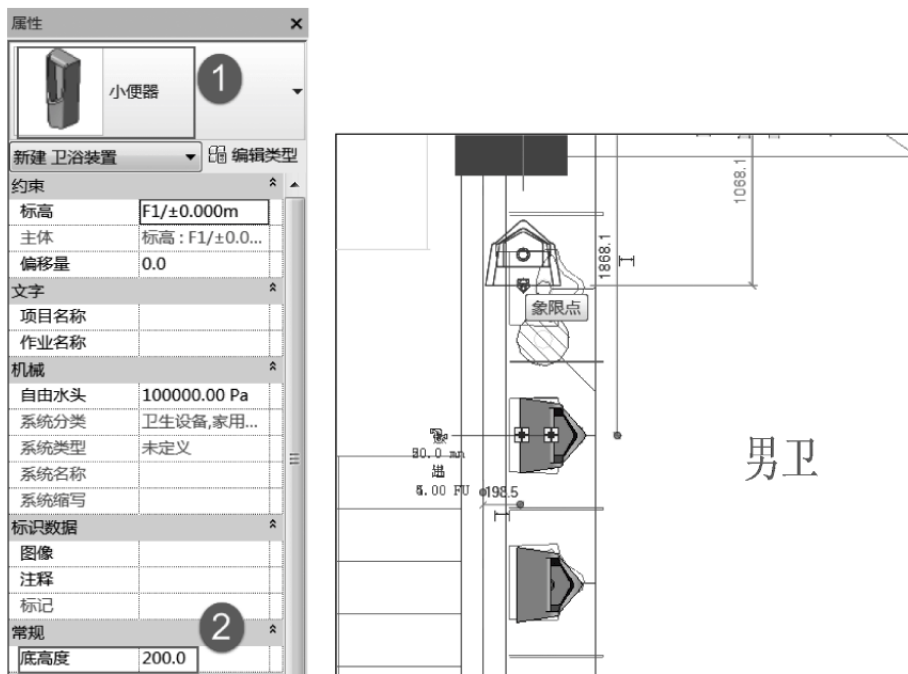 属性
小便器
1
新建 卫浴装置
编辑类型
约束
标高 F1/±0.000m
主体 标高 : F1/±0.0...
偏移量 0.0
文字
项目名称
作业名称
机械
自由水头 100000.00 Pa
系统分类 卫生设备,家用...
系统类型 未定义
系统名称
系统缩写
标识数据
图像
注释
标记
常规
2
底高度 200.0
1068.1
1868.1
象限点
男卫
.00 FU
198.5